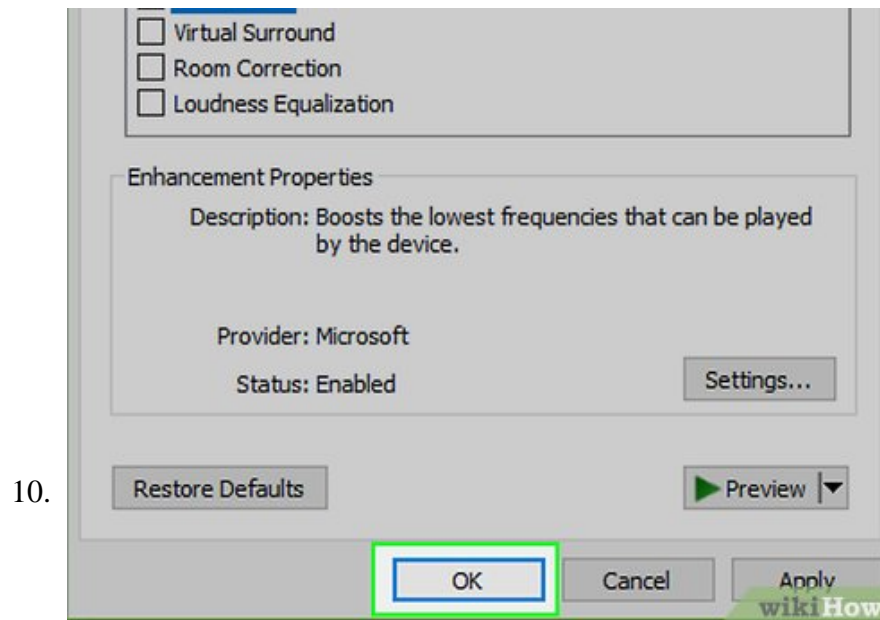 Virtual Surround
Room Correction
Loudness Equalization
Enhancement Properties
Description: Boosts the lowest frequencies that can be played
by the device.
Provider: Microsoft
Status: Enabled
Settings...
10.
Restore Defaults
Preview
OK
Cancel
Apply
wikiHow